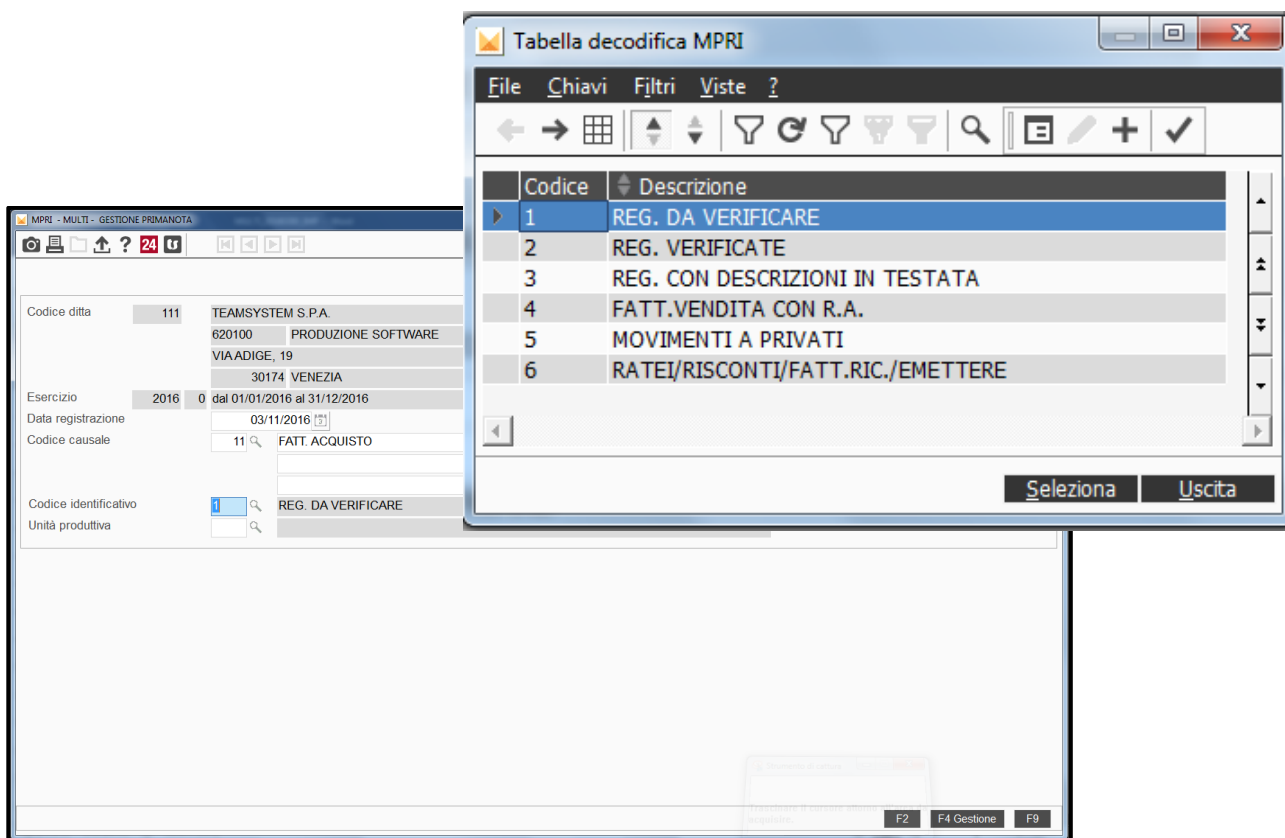 Tabella decodifica MPRI
File Chiavi Filtri Viste ?
Codice Descrizione
1 REG. DA VERIFICARE
2 REG. VERIFICATE
3 REG. CON DESCRIZIONI IN TESTATA
4 FATT.VENDITA CON R.A.
5 MOVIMENTI A PRIVATI
6 RATEI/RISCONTI/FATT.RIC./EMETTERE
Seleziona Uscita
MPRI - MULTI - GESTIONE PRIMANOTA
? 24
Codice ditta 111 TEAMSYSTEM S.P.A.
620100 PRODUZIONE SOFTWARE
VIA ADIGE, 19
30174 VENEZIA
Esercizio 2016 0 dal 01/01/2016 al 31/12/2016
Data registrazione 03/11/2016
Codice causale 11 FATT. ACQUISTO
Codice identificativo 1 REG. DA VERIFICARE
Unità produttiva
F2 F4 Gestione F9